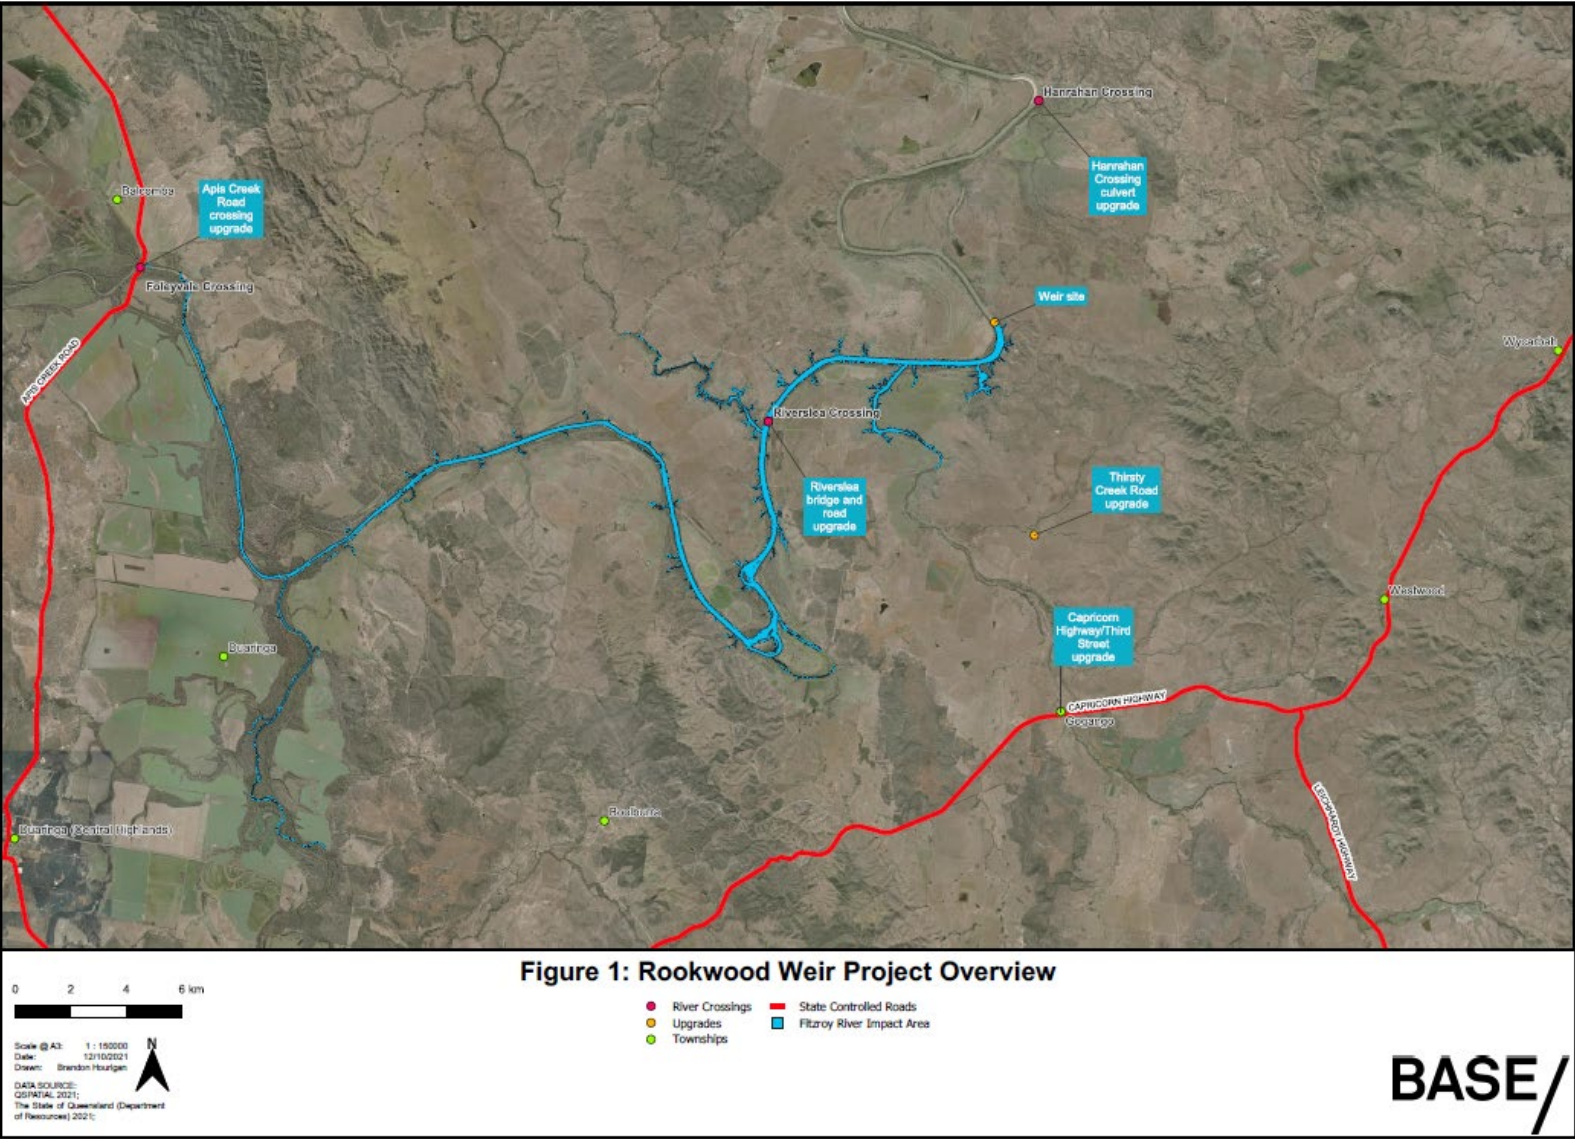 Hanrahan Crossing
Hanrahan
Crossing
culvert
upgrade
Balcomba
Apis Creek
Road
crossing
upgrade
Foleyvale Crossing
Weir site
APIS CREEK ROAD
Wycarbah
Riverslea Crossing
Riverslea
bridge and
road
upgrade
Thirsty
Creek Road
upgrade
Westwood
Capricorn
Highway/Third
Street
upgrade
Duaringa
CAPRICORN HIGHWAY
Gogango
LEICHHARDT HIGHWAY
Duaringa (Central Highlands)
Figure 1: Rookwood Weir Project Overview
0 2 4 6 km
River Crossings
State Controlled Roads
Upgrades
Fitzroy River Impact Area
Townships
Scale @ A3: 1 : 150000
Date: 12/10/2021
Drawn: Brandon Hourigan
N
DATA SOURCE:
QSPATIAL 2021;
The State of Queensland (Department
of Resources) 2021;
BASE/